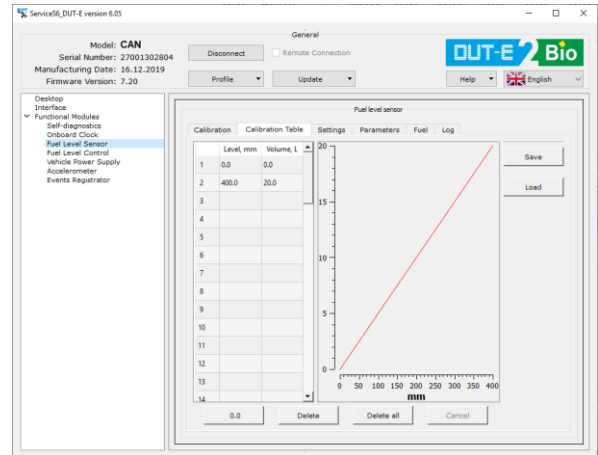 ServiceS6_DUT-E version 6.05
General
Model: CAN
Serial Number: 27001302804
Manufacturing Date: 16.12.2019
Firmware Version: 7.20
Disconnect
Remote Connection
Profile
Update
DUT-E 2 Bio
Help
English
Desktop
Interface
Functional Modules
Self-diagnostics
Onboard Clock
Fuel Level Sensor
Fuel Level Control
Vehicle Power Supply
Accelerometer
Events Registrator
Fuel level sensor
Calibration Calibration Table Settings Parameters Fuel Log
Level, mm Volume, L
1 0.0 0.0
2 400.0 20.0
3
4
5
6
7
8
9
10
11
12
13
14
20
15
10
5
0
0 50 100 150 200 250 300 350 400
mm
Save
Load
0.0 Delete Delete all Cancel